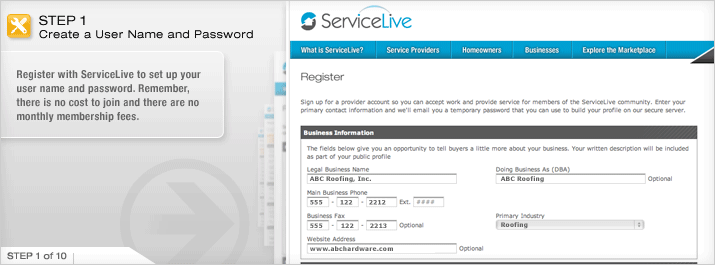 STEP 1
Create a User Name and Password
Register with ServiceLive to set up your
user name and password. Remember,
there is no cost to join and there are no
monthly membership fees.
STEP 1 of 10
ServiceLive
What is ServiceLive? Service Providers Homeowners Businesses Explore the Marketplace
Register
Sign up for a provider account so you can accept work and provide service for members of the ServiceLive community. Enter your
primary contact information and we'll email you a temporary password that you can use to build your profile on our secure server.
Business Information
The fields below give you an opportunity to tell buyers a little more about your business. Your written description will be included
as part of your public profile
Legal Business Name Doing Business As (DBA)
ABC Roofing, Inc. ABC Roofing Optional
Main Business Phone
555 - 122 - 2212 Ext. ####
Business Fax Primary Industry
555 - 122 - 2213 Optional Roofing
Website Address
www.abchardware.com Optional